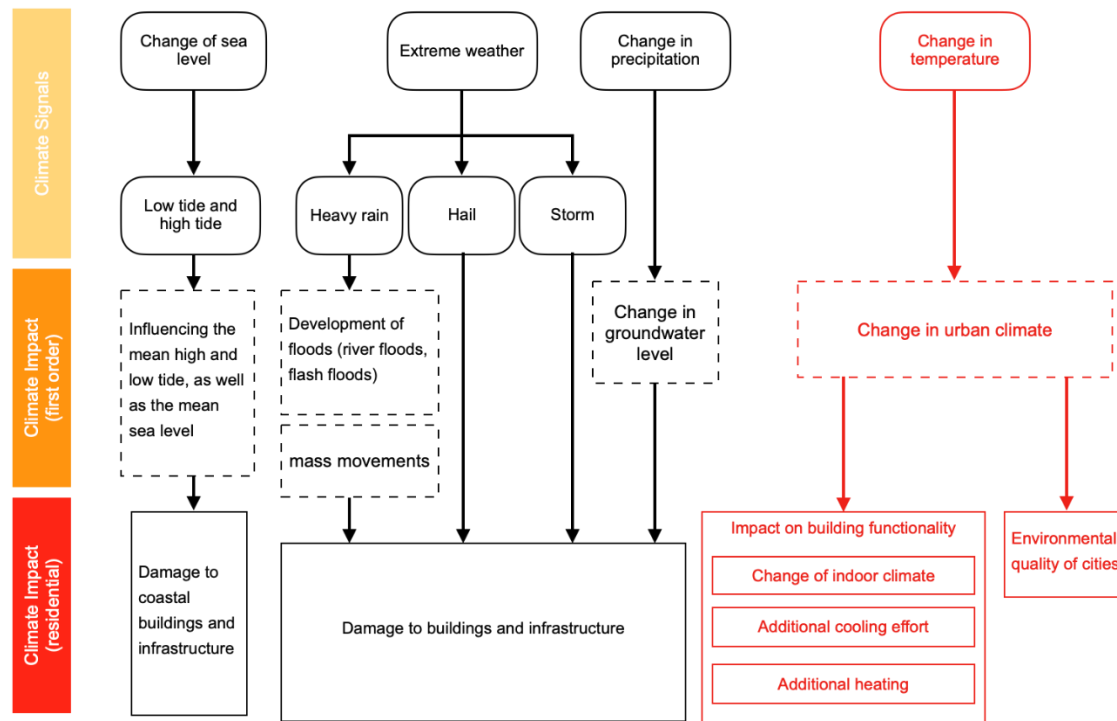 Climate Signals
Change of sea
level
Extreme weather
Change in
precipitation
Change in
temperature
Low tide and
high tide
Heavy rain
Hail
Storm
Climate Impact
(first order)
Influencing the
mean high and
low tide, as well
as the mean
sea level
Development of
floods (river floods,
flash floods)
mass movements
Change in
groundwater
level
Change in urban climate
Climate Impact
(residential)
Damage to
coastal
buildings and
infrastructure
Damage to buildings and infrastructure
Impact on building functionality
Change of indoor climate
Additional cooling effort
Additional heating
Environmental
quality of cities